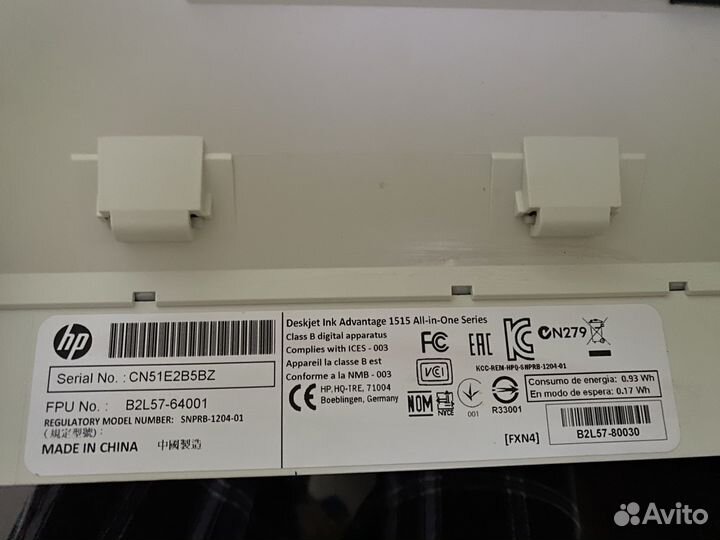 hp
Serial No. : CN51E2B5BZ
FPU No. : B2L57-64001
REGULATORY MODEL NUMBER: SNPRB-1204-01
(規定型號):
MADE IN CHINA 中國製造
Deskjet Ink Advantage 1515 All-in-One Series
Class B digital apparatus
Complies with ICES - 003
Appareil la classe B est
Conforme a la NMB - 003
HP, HQ-TRE, 71004
Boeblingen, Germany
FC
EAC
KC
N279
KCC-REM-HPQ-SNPRB-1204-01
CE
VCI
NOM
NYCE
001
R33001
[FXN4]
Consumo de energia: 0.93 Wh
En modo de espera: 0.17 Wh
B2L57-80030
Avito